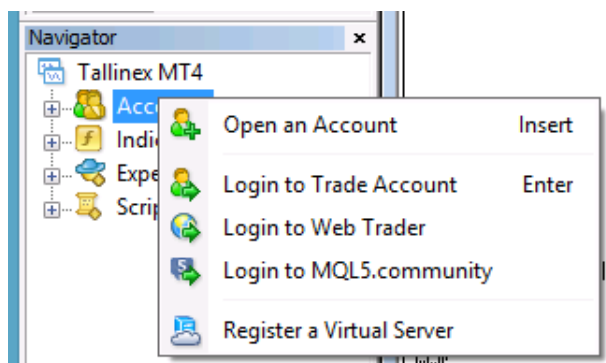 Navigator
Tallinex MT4
Acc
Indi
Expe
Scrip
Open an Account Insert
Login to Trade Account Enter
Login to Web Trader
Login to MQL5.community
Register a Virtual Server